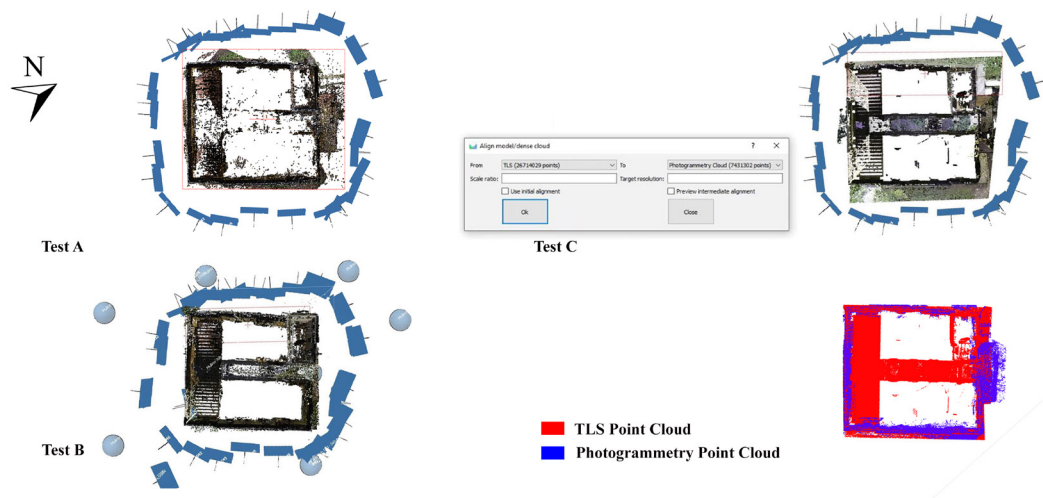 N
Align model/dense cloud
?
From
TLS (26714029 points)
To
Photogrammetry Cloud (7431302 points)
Scale ratio:
Target resolution:
Use initial alignment
Preview intermediate alignment
Ok
Close
Test A
Test C
Test B
TLS Point Cloud
Photogrammetry Point Cloud